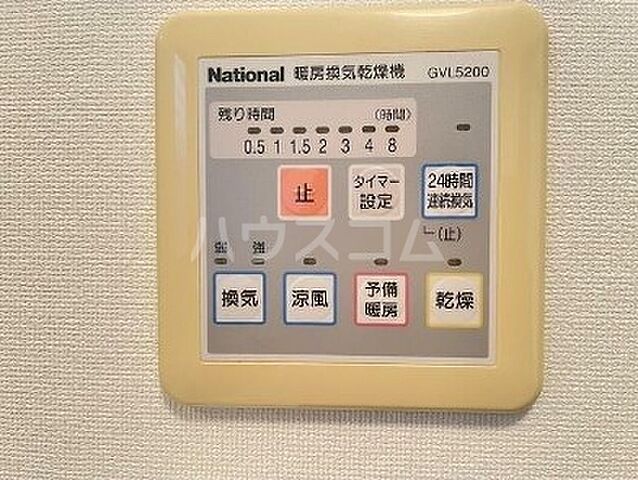 National 暖房換気乾燥機 GVL5200
残り時間 (時間)
0.5 1 1.5 2 3 4 8
止
タイマー
設定
24時間
連続換気
(止)
ハウスコム
弱 強
換気
涼風
予備
暖房
乾燥